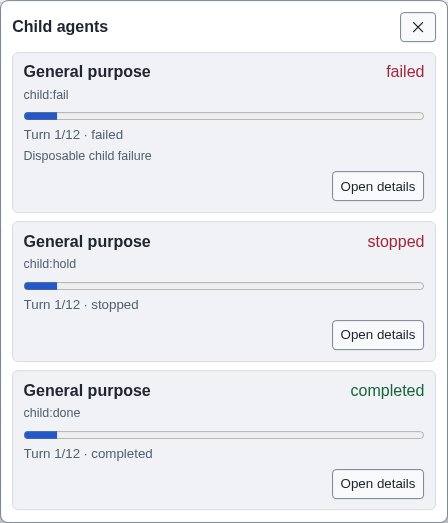 Child agents
General purpose failed
child:fail
Turn 1/12 · failed
Disposable child failure
Open details
General purpose stopped
child:hold
Turn 1/12 · stopped
Open details
General purpose completed
child:done
Turn 1/12 · completed
Open details